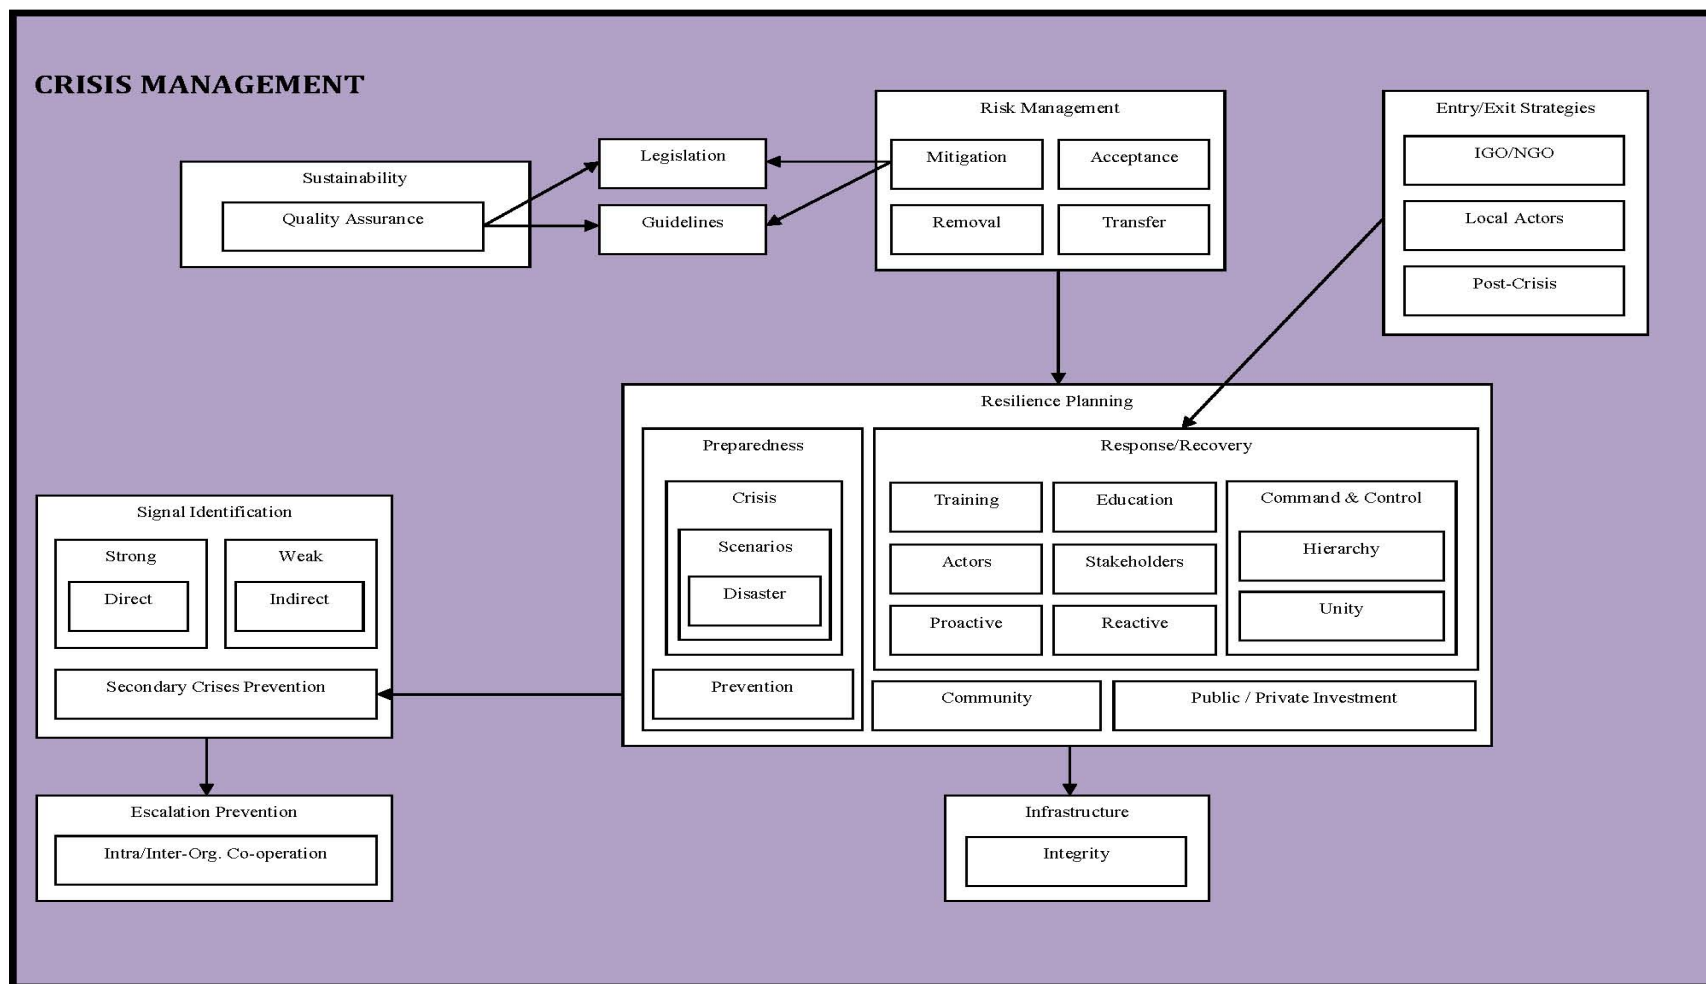 CRISIS MANAGEMENT
Risk Management
Mitigation
Acceptance
Removal
Transfer
Entry/Exit Strategies
IGO/NGO
Local Actors
Post-Crisis
Legislation
Guidelines
Sustainability
Quality Assurance
Resilience Planning
Preparedness
Crisis
Scenarios
Disaster
Prevention
Response/Recovery
Training
Education
Actors
Stakeholders
Proactive
Reactive
Command & Control
Hierarchy
Unity
Community
Public / Private Investment
Signal Identification
Strong
Direct
Weak
Indirect
Secondary Crises Prevention
Escalation Prevention
Intra/Inter-Org. Co-operation
Infrastructure
Integrity